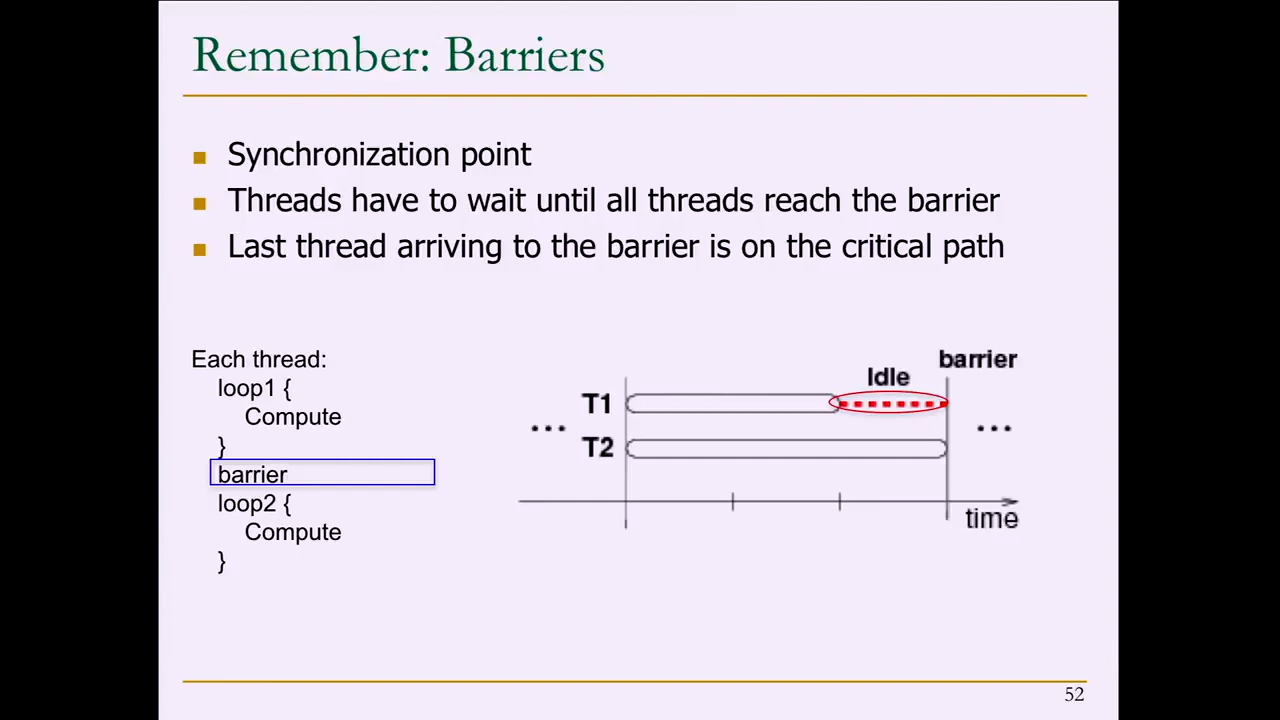 Remember: Barriers
Synchronization point
Threads have to wait until all threads reach the barrier
Last thread arriving to the barrier is on the critical path
Each thread:
loop1 {
Compute
}
barrier
loop2 {
Compute
}
barrier
Idle
T1
...
...
T2
time
52